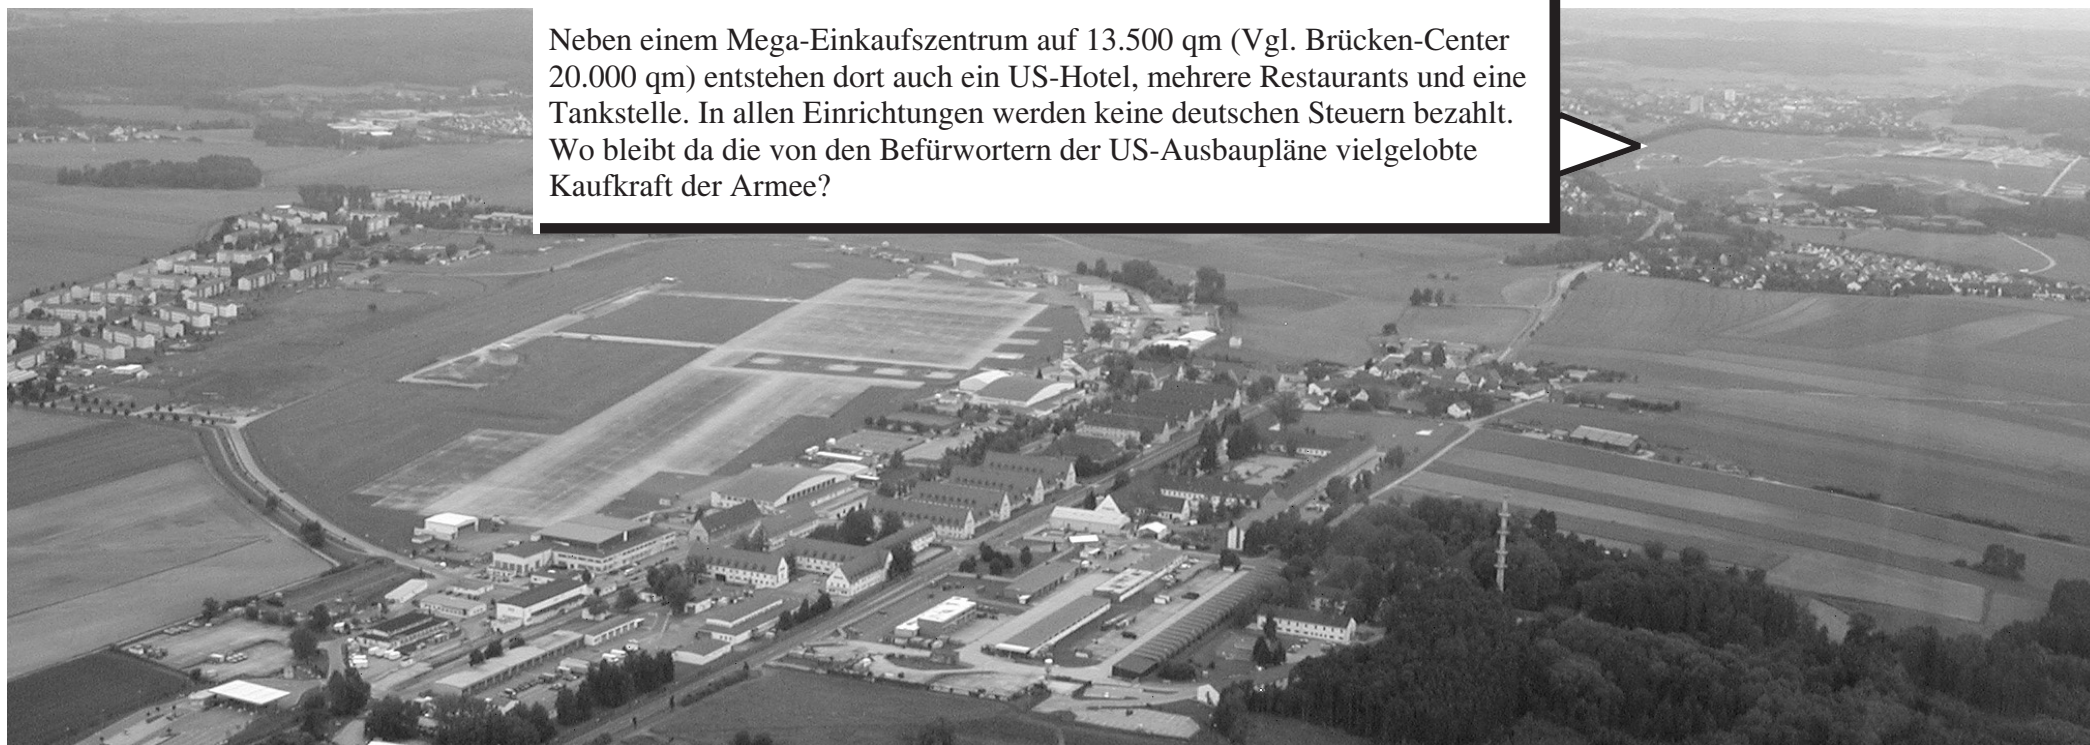 Neben einem Mega-Einkaufszentrum auf 13.500 qm (Vgl. Brücken-Center
20.000 qm) entstehen dort auch ein US-Hotel, mehrere Restaurants und eine
Tankstelle. In allen Einrichtungen werden keine deutschen Steuern bezahlt.
Wo bleibt da die von den Befürwortern der US-Ausbaupläne vielgelobte
Kaufkraft der Armee?